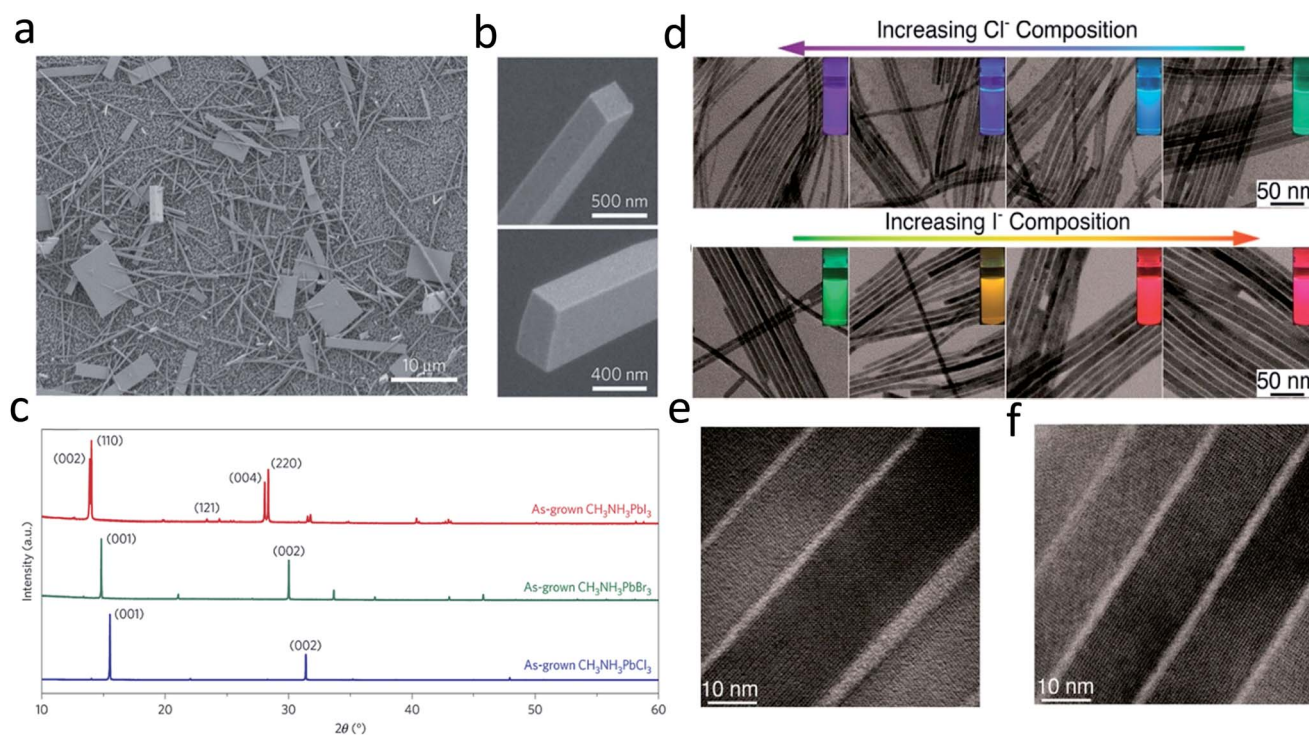 a
10 μm
b
500 nm
400 nm
c
(110)
(002)
(220)
(004)
(121)
As-grown CH₃NH₃PbI₃
(001)
(002)
As-grown CH₃NH₃PbBr₃
(001)
(002)
As-grown CH₃NH₃PbCl₃
Intensity (a.u.)
10 20 30 40 50 60
2θ (°)
d
Increasing Cl⁻ Composition
50 nm
Increasing I⁻ Composition
50 nm
e
10 nm
f
10 nm